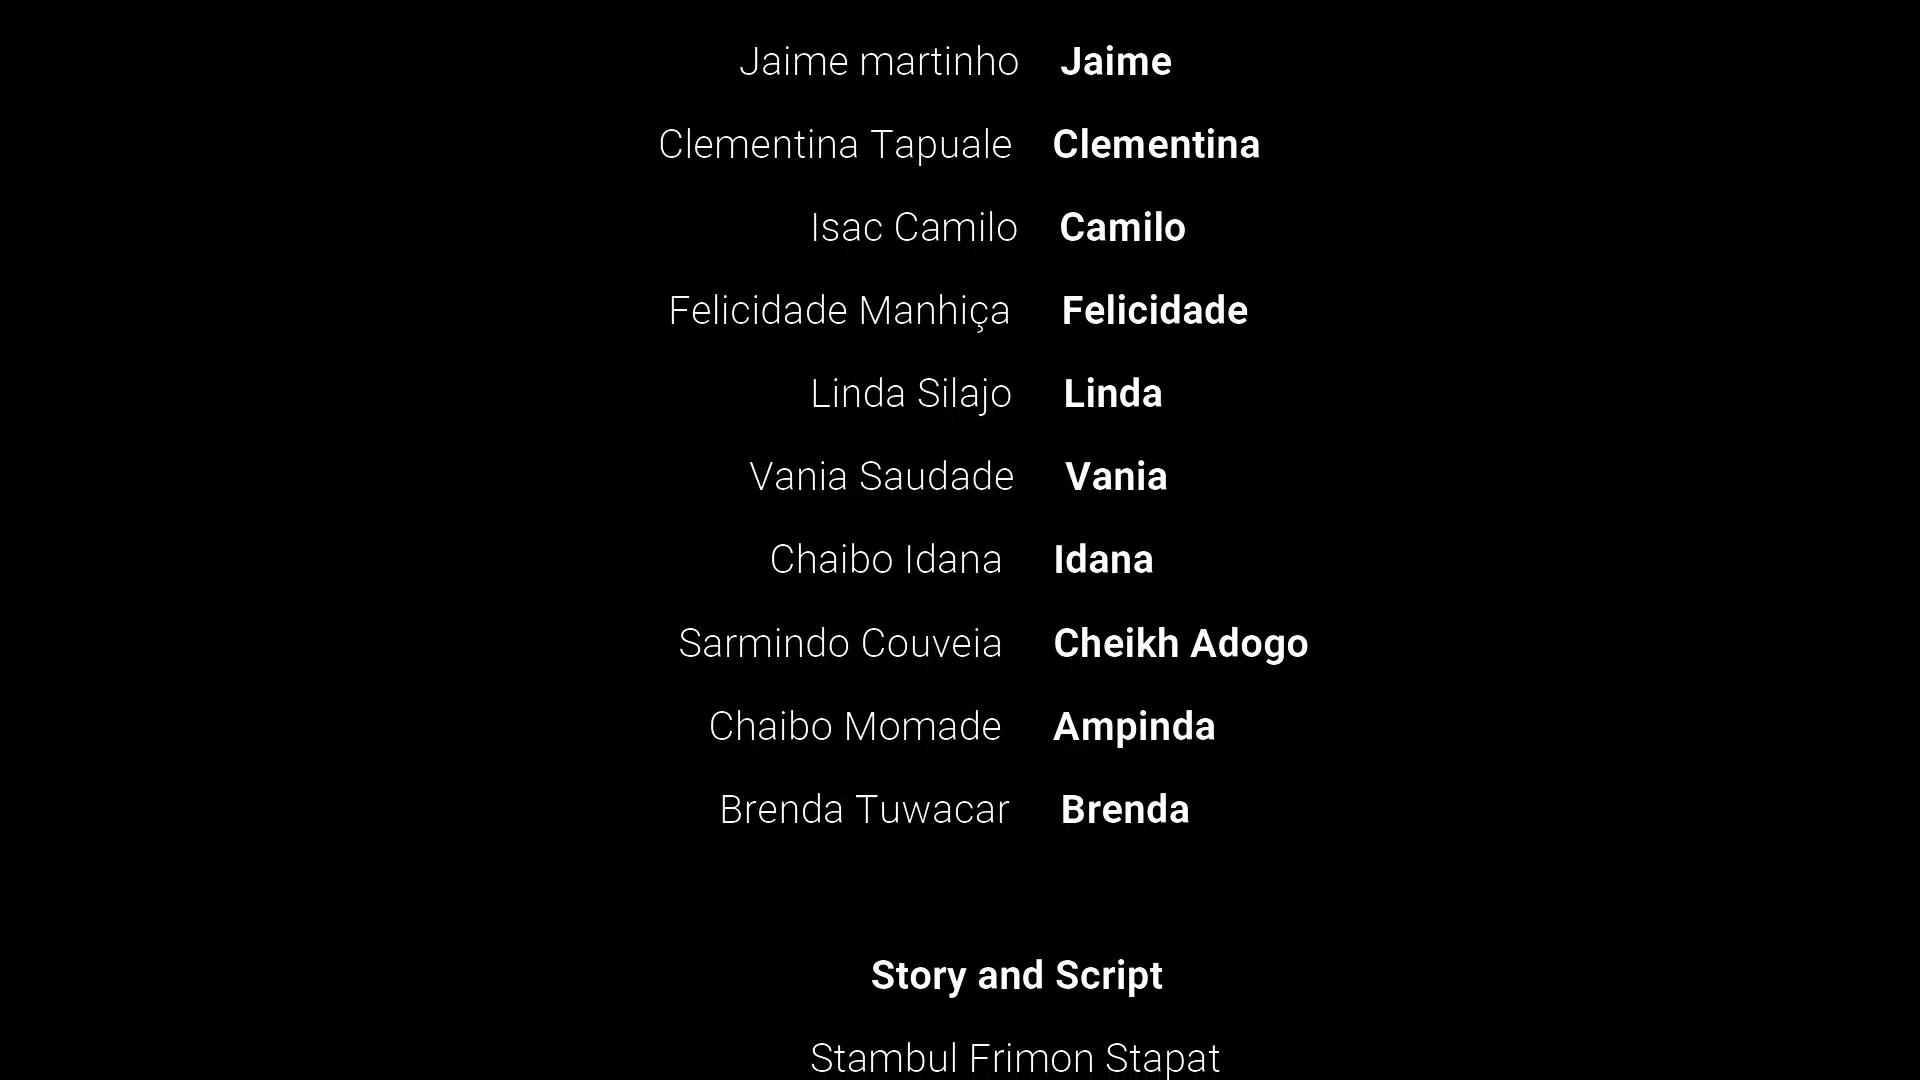 Jaime martinho Jaime
Clementina Tapuale Clementina
Isac Camilo Camilo
Felicidade Manhiça Felicidade
Linda Silajo Linda
Vania Saudade Vania
Chaibo Idana Idana
Sarmindo Couveia Cheikh Adogo
Chaibo Momade Ampinda
Brenda Tuwacar Brenda
Story and Script
Stambul Frimon Stapat